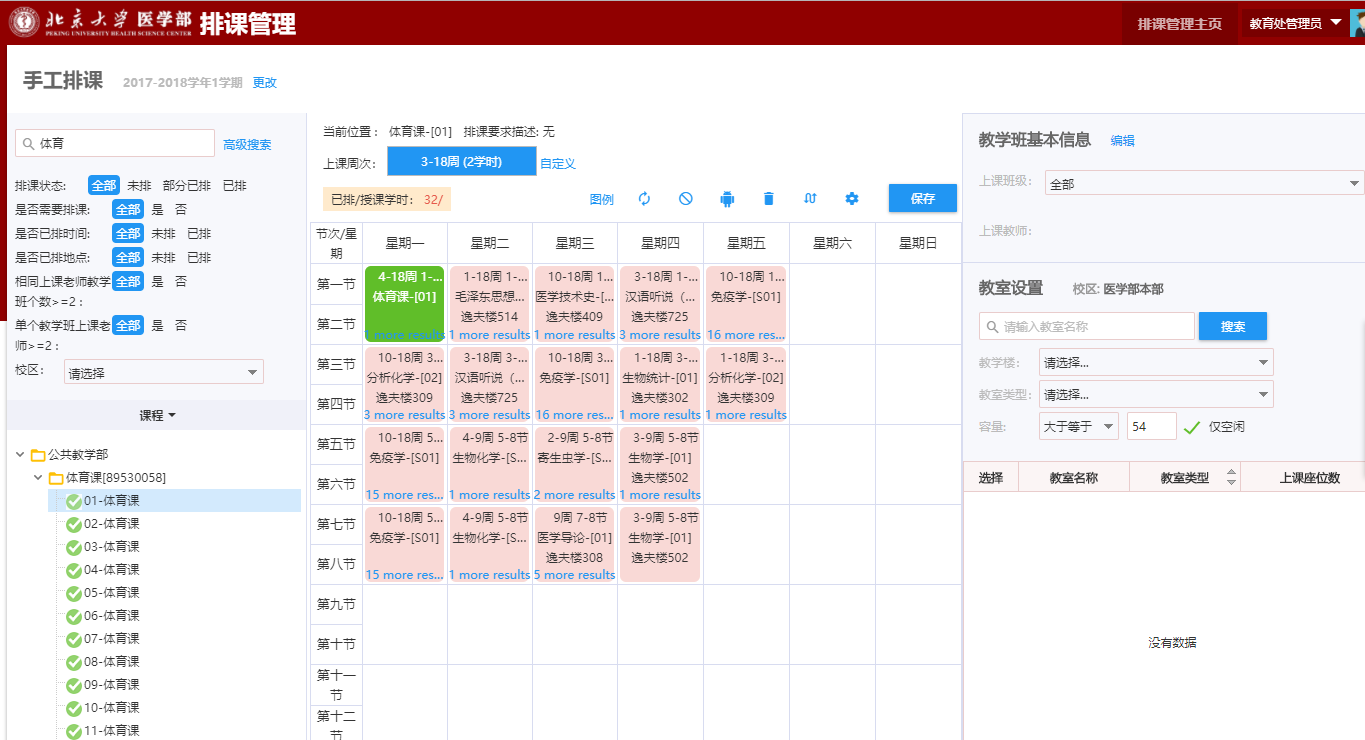 北京大学医学部 排课管理
PEKING UNIVERSITY HEALTH SCIENCE CENTER
排课管理主页 教育处管理员
手工排课 2017-2018学年1学期 更改
体育 高级搜索
排课状态: 全部 未排 部分已排 已排
是否需要排课: 全部 是 否
是否已排时间: 全部 未排 已排
是否已排地点: 全部 未排 已排
相同上课老师教学 全部 是 否
班个数>=2 :
单个教学班上课老 全部 是 否
师>=2 :
校区: 请选择
课程
公共教学部
体育课[89530058]
01-体育课
02-体育课
03-体育课
04-体育课
05-体育课
06-体育课
07-体育课
08-体育课
09-体育课
10-体育课
11-体育课
当前位置 : 体育课-[01] 排课要求描述: 无
上课周次: 3-18周 (2学时) 自定义
已排/授课学时: 32/ 图例 保存
节次/星期 星期一 星期二 星期三 星期四 星期五 星期六 星期日
第一节
第二节
4-18周 1-...
体育课-[01]
1 more results
1-18周 1-...
毛泽东思想...
逸夫楼514
1 more results
10-18周 1...
医学技术史-[...
逸夫楼409
1 more results
3-18周 1-...
汉语听说（...
逸夫楼725
3 more results
10-18周 1...
免疫学-[S01]
16 more res...
第三节
第四节
10-18周 3...
分析化学-[02]
逸夫楼309
3 more results
3-18周 3-...
汉语听说（...
逸夫楼725
3 more results
10-18周 3...
免疫学-[S01]
16 more res...
1-18周 3-...
生物统计-[01]
逸夫楼302
1 more results
1-18周 3-...
分析化学-[02]
逸夫楼309
1 more results
第五节
第六节
10-18周 5...
免疫学-[S01]
15 more res...
4-9周 5-8节
生物化学-[S...
1 more results
2-9周 5-8节
寄生虫学-[S...
2 more results
3-9周 5-8节
生物学-[01]
逸夫楼502
1 more results
第七节
第八节
10-18周 5...
免疫学-[S01]
15 more res...
4-9周 5-8节
生物化学-[S...
1 more results
9周 7-8节
医学导论-[01]
逸夫楼308
5 more results
3-9周 5-8节
生物学-[01]
逸夫楼502
第九节
第十节
第十一节
第十二节
教学班基本信息 编辑
上课班级: 全部
上课教师:
教室设置 校区: 医学部本部
请输入教室名称 搜索
教学楼: 请选择...
教室类型: 请选择...
容量: 大于等于 54 仅空闲
选择 教室名称 教室类型 上课座位数
没有数据